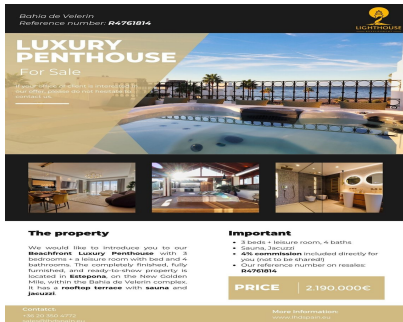 Bahia de Velerin
Reference number: R4761814
LIGHTHOUSE
LUXURY
PENTHOUSE
For Sale
The property
We would like to introduce you to our
Beachfront Luxury Penthouse with 3
bedrooms + a leisure room with bed and 4
bathrooms. The completely finished, fully
furnished, and ready-to-show property is
located in Estepona, on the New Golden
Mile, within the Bahia de Velerin complex.
It has a rooftop terrace with sauna and
jacuzzi.
Important
3 beds + leisure room, 4 baths
Sauna, Jacuzzi
4% commission included directly for
you (not to be shared!)
Our reference number on resales:
R4761814
PRICE
2.190.000€
Contact:
More information: